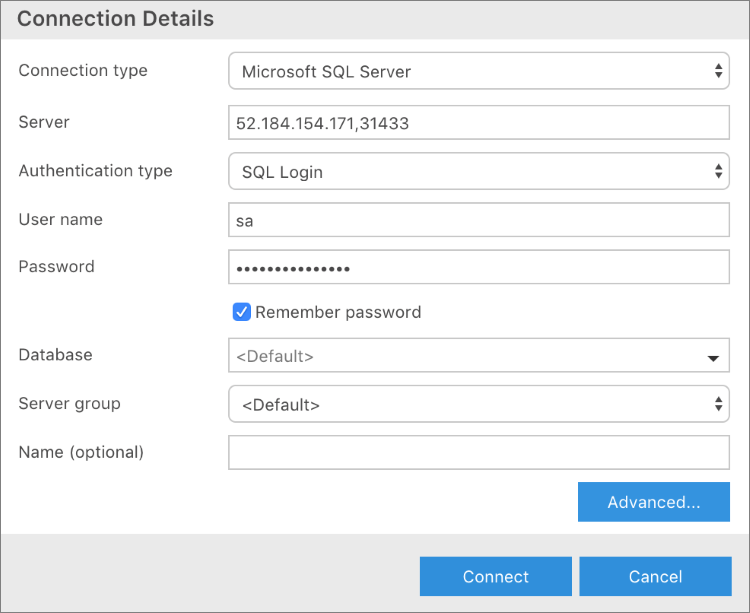 Connection Details
Connection type Microsoft SQL Server
Server 52.184.154.171,31433
Authentication type SQL Login
User name sa
Password •••••••••••••••
Remember password
Database <Default>
Server group <Default>
Name (optional)
Advanced...
Connect Cancel